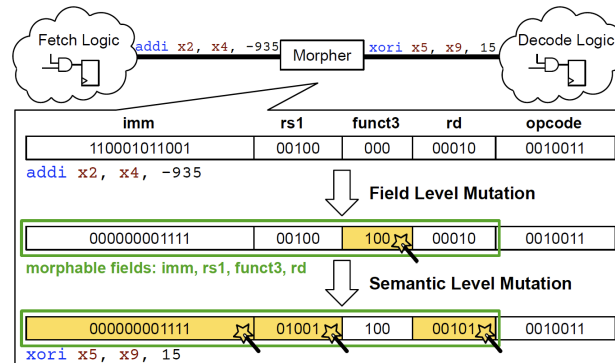 Fetch Logic addi x2, x4, -935 Morpher xori x5, x9, 15 Decode Logic
imm rs1 funct3 rd opcode
110001011001 00100 000 00010 0010011
addi x2, x4, -935
Field Level Mutation
000000001111 00100 100 00010 0010011
morphable fields: imm, rs1, funct3, rd
Semantic Level Mutation
000000001111 01001 100 00101 0010011
xori x5, x9, 15